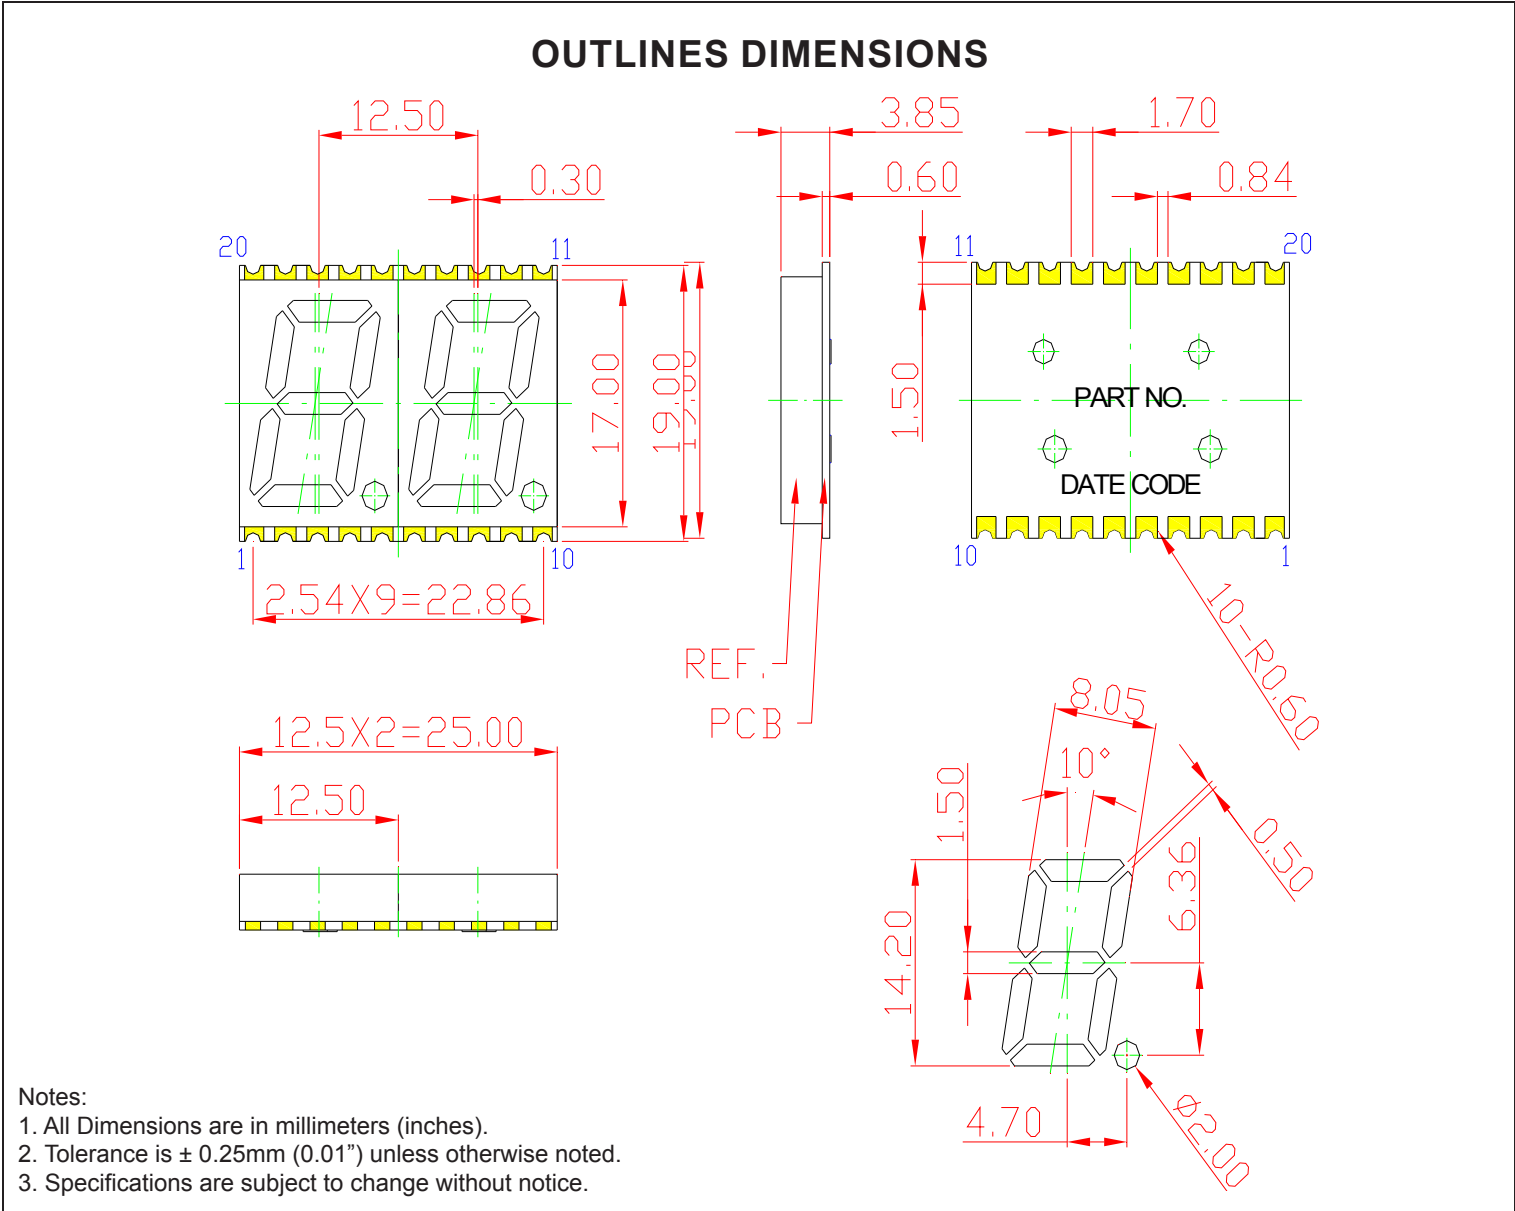 OUTLINES DIMENSIONS
12.50
0.30
20
11
17.00
19.00
1
10
2.54X9=22.86
3.85
0.60
REF.
PCB
1.70
0.84
11
20
1.50
PART NO.
DATE CODE
10
1
10-R0.60
12.5X2=25.00
12.50
8.05
10°
1.50
0.50
6.36
14.20
4.70
Ø2.00
Notes:
1. All Dimensions are in millimeters (inches).
2. Tolerance is ± 0.25mm (0.01”) unless otherwise noted.
3. Specifications are subject to change without notice.